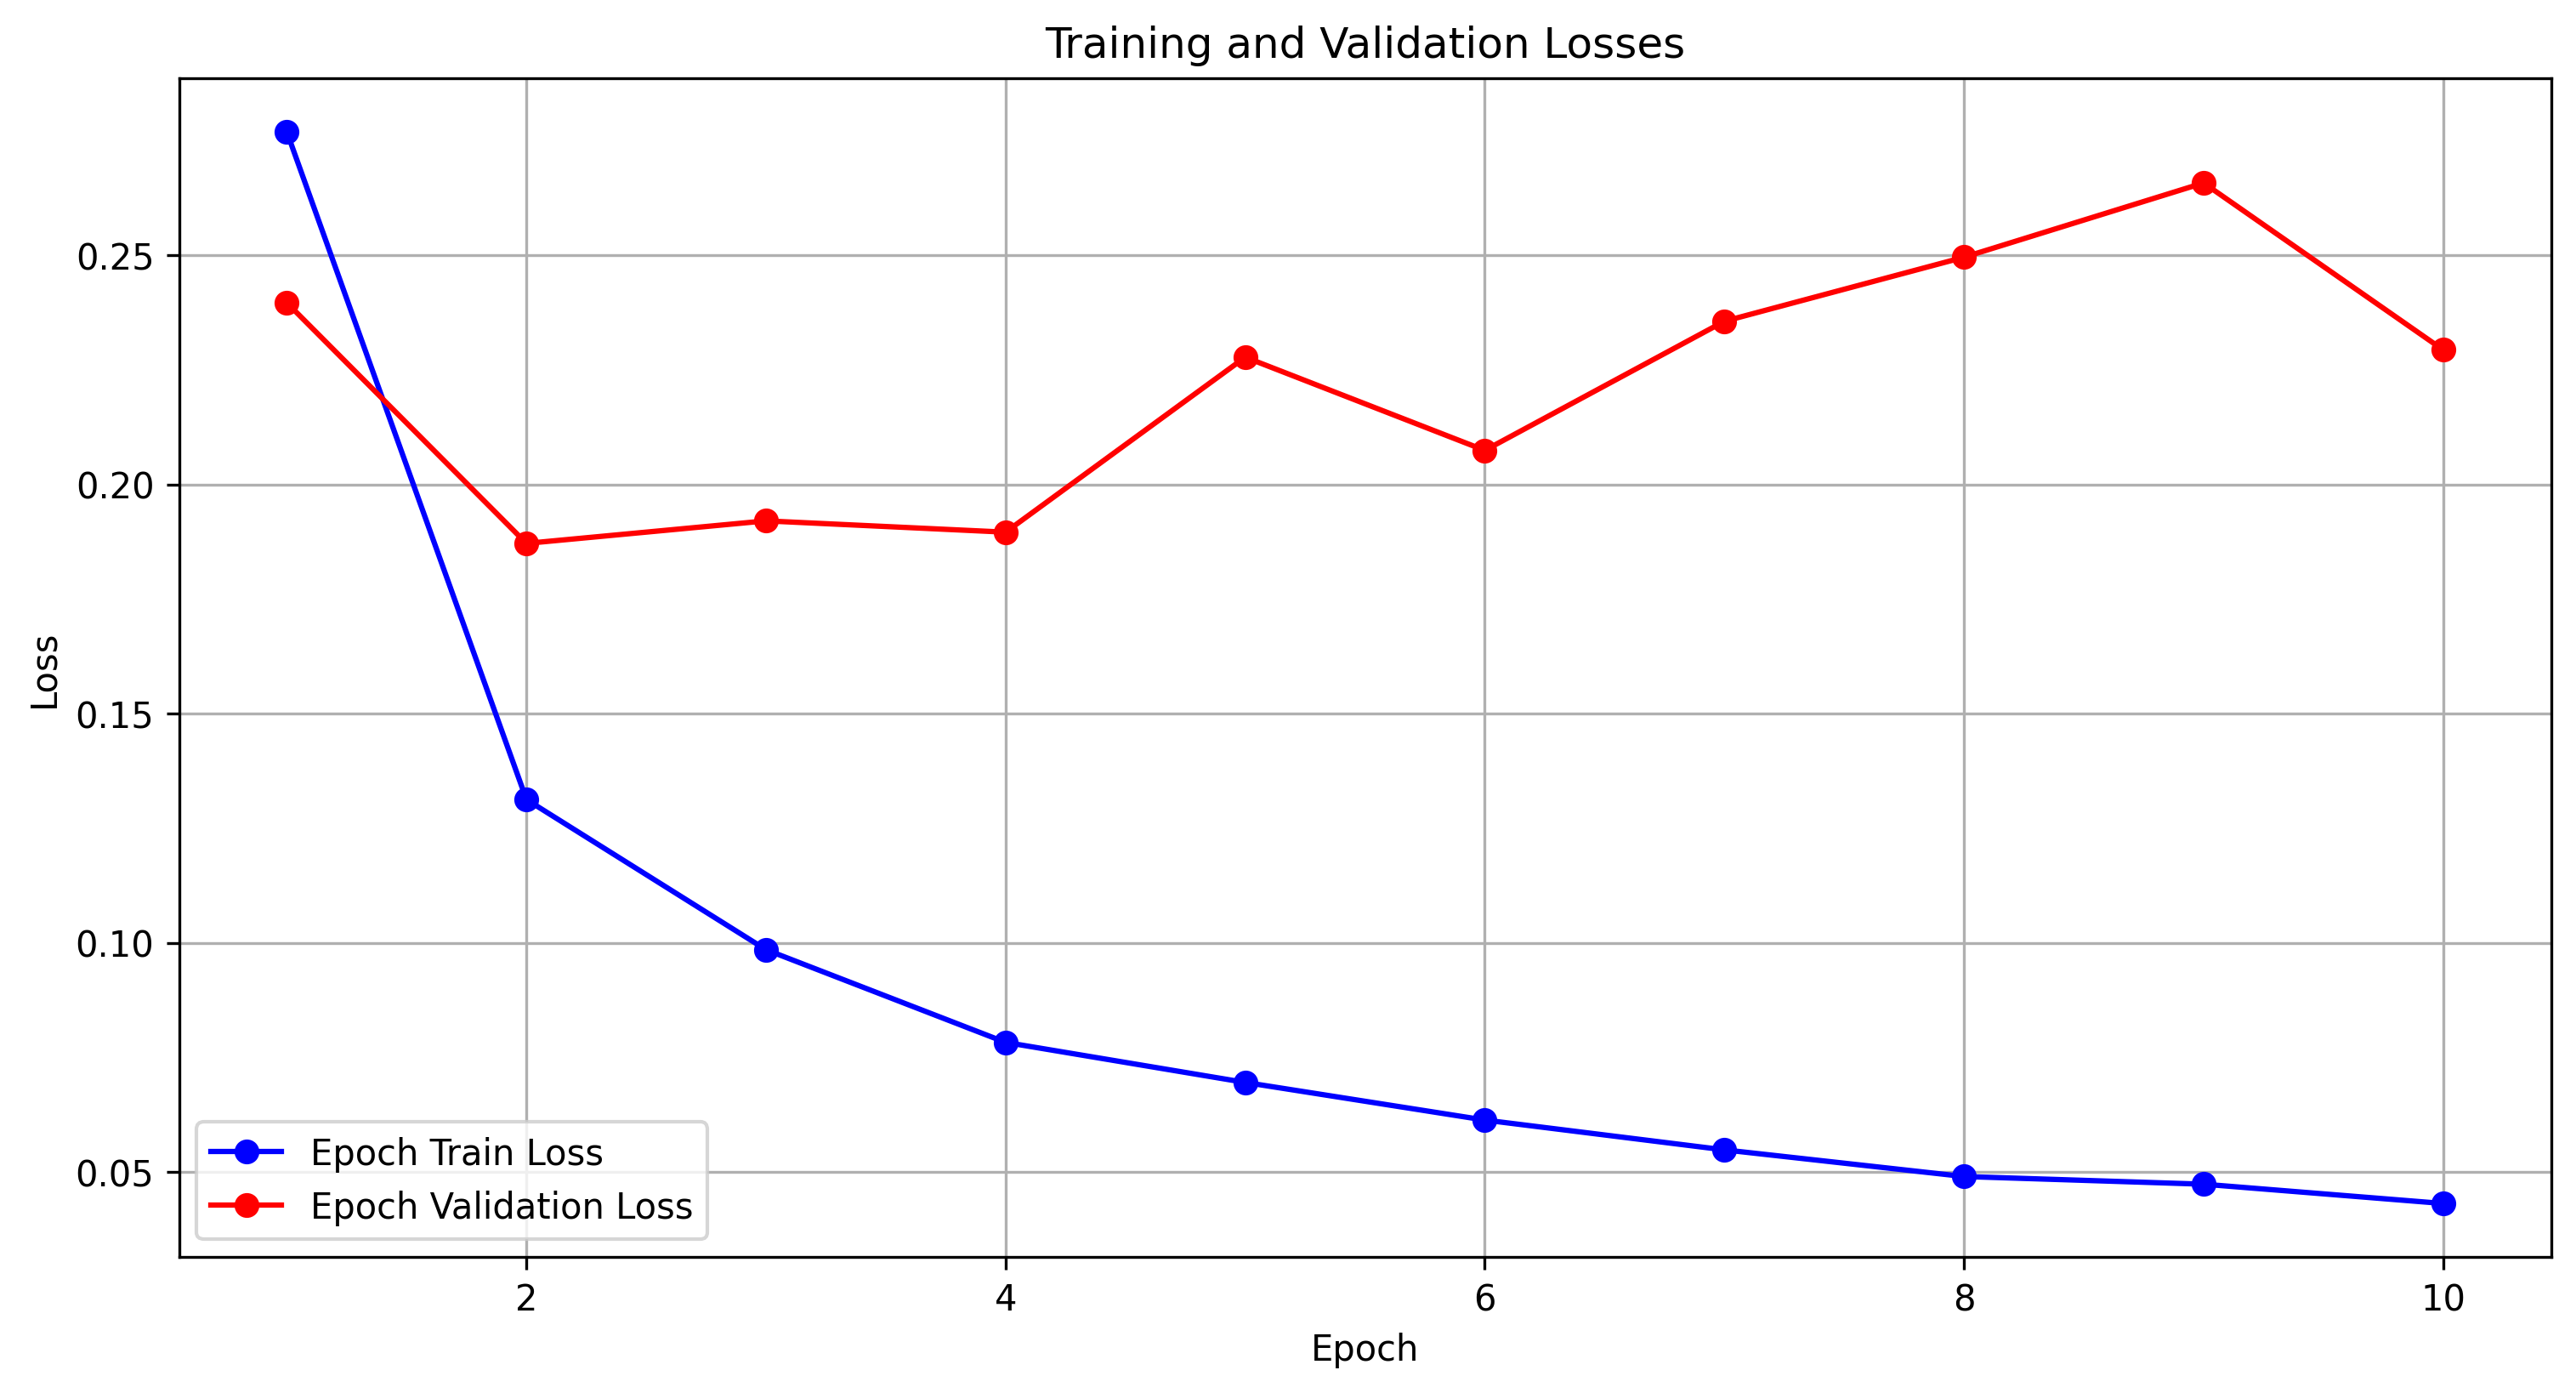 Training and Validation Losses
0.25
0.20
0.15
0.10
0.05
Loss
Epoch Train Loss
Epoch Validation Loss
2 4 6 8 10
Epoch